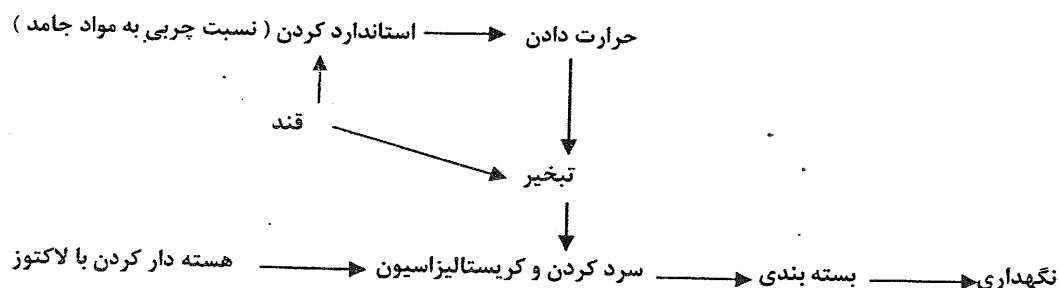 استاندارد کردن ( نسبت چربی به مواد جامد ) حرارت دادن
قند
تبخیر
هسته دار کردن با لاکتوز سرد کردن و کریستالیزاسیون بسته بندی نگهداری